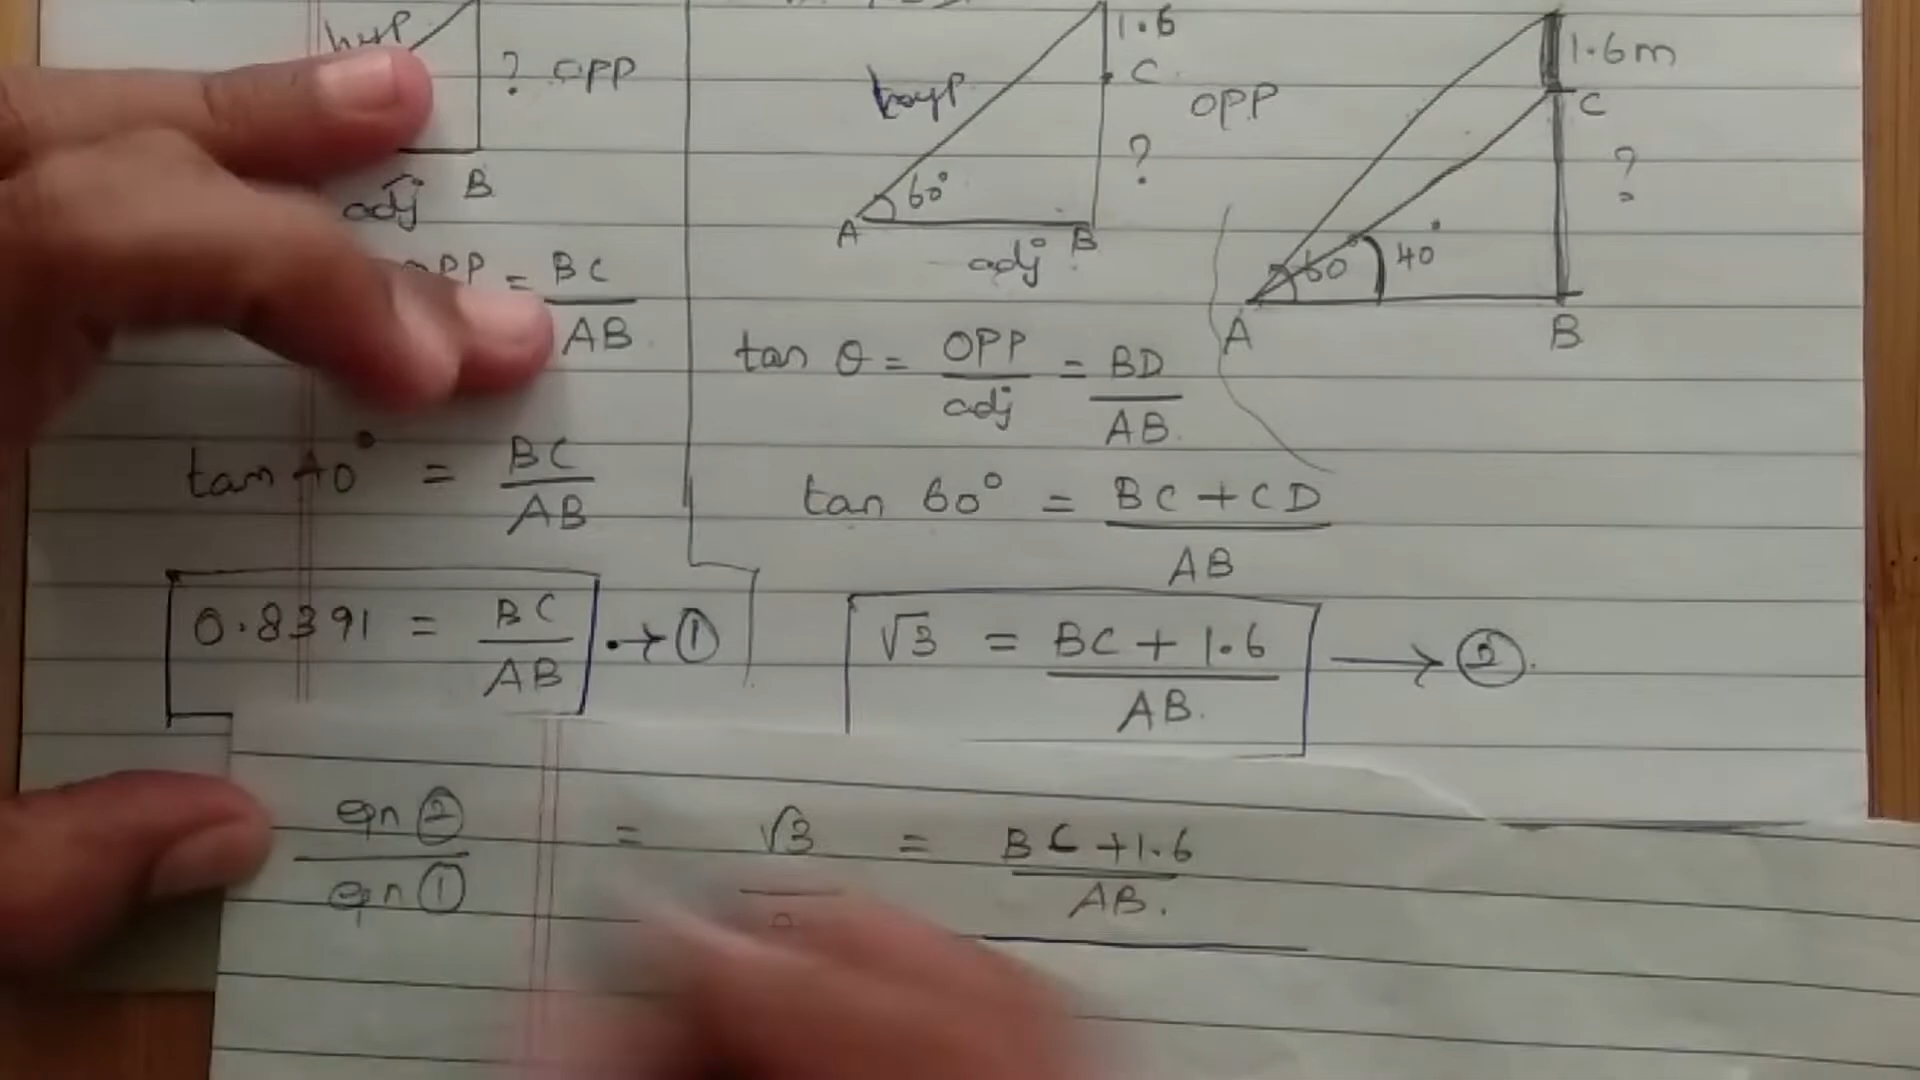 hyp
? OPP
adj B
OPP = BC
AB
tan 40° = BC
AB
0.8391 = BC
AB
→ ①
1.6
C
hyp
OPP
?
60°
A
B
adj
tan θ = OPP = BD
adj
AB.
tan 60° = BC + CD
AB
√3 = BC + 1.6
AB.
→ ②.
1.6m
C
?
60
40°
A
B
eqn ② = √3 = BC +1.6
eqn ①
AB.